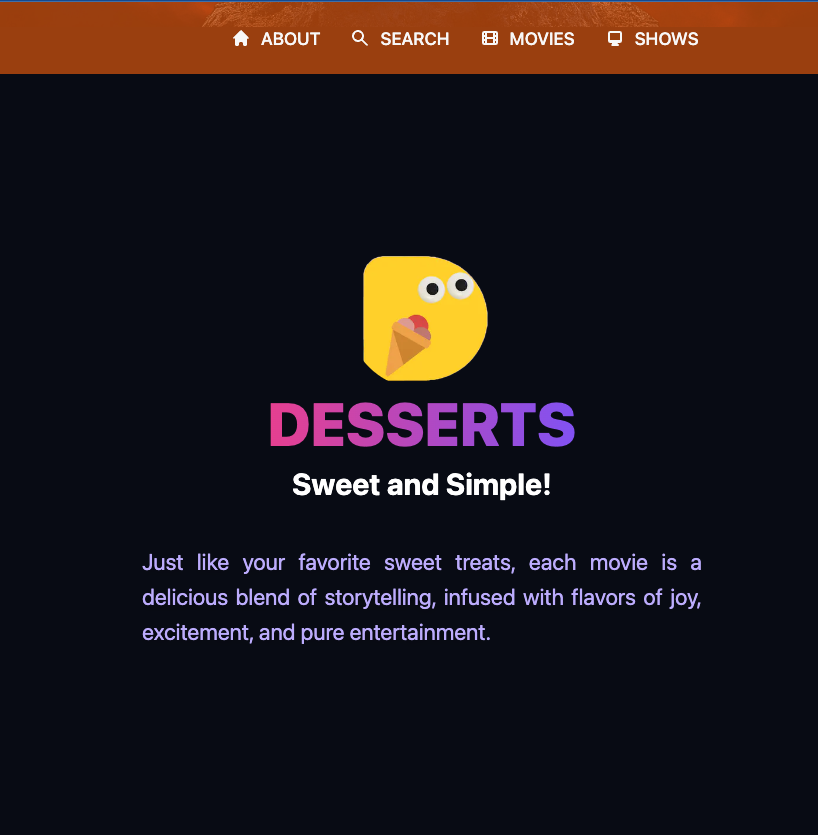 ABOUT SEARCH MOVIES SHOWS
DESSERTS
Sweet and Simple!
Just like your favorite sweet treats, each movie is a
delicious blend of storytelling, infused with flavors of joy,
excitement, and pure entertainment.